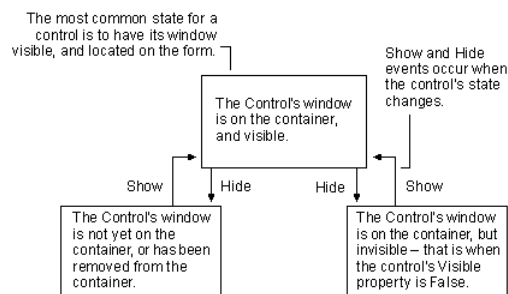 The most common state for a
control is to have its window
visible, and located on the form.
Show and Hide
events occur when
the control's state
changes.
The Control's window
is on the container,
and visible.
Show
Hide
Hide
Show
The Control's window
is not yet on the
container, or has been
removed from the
container.
The Control's window
is on the container, but
invisible – that is when
the control's Visible
property is False.